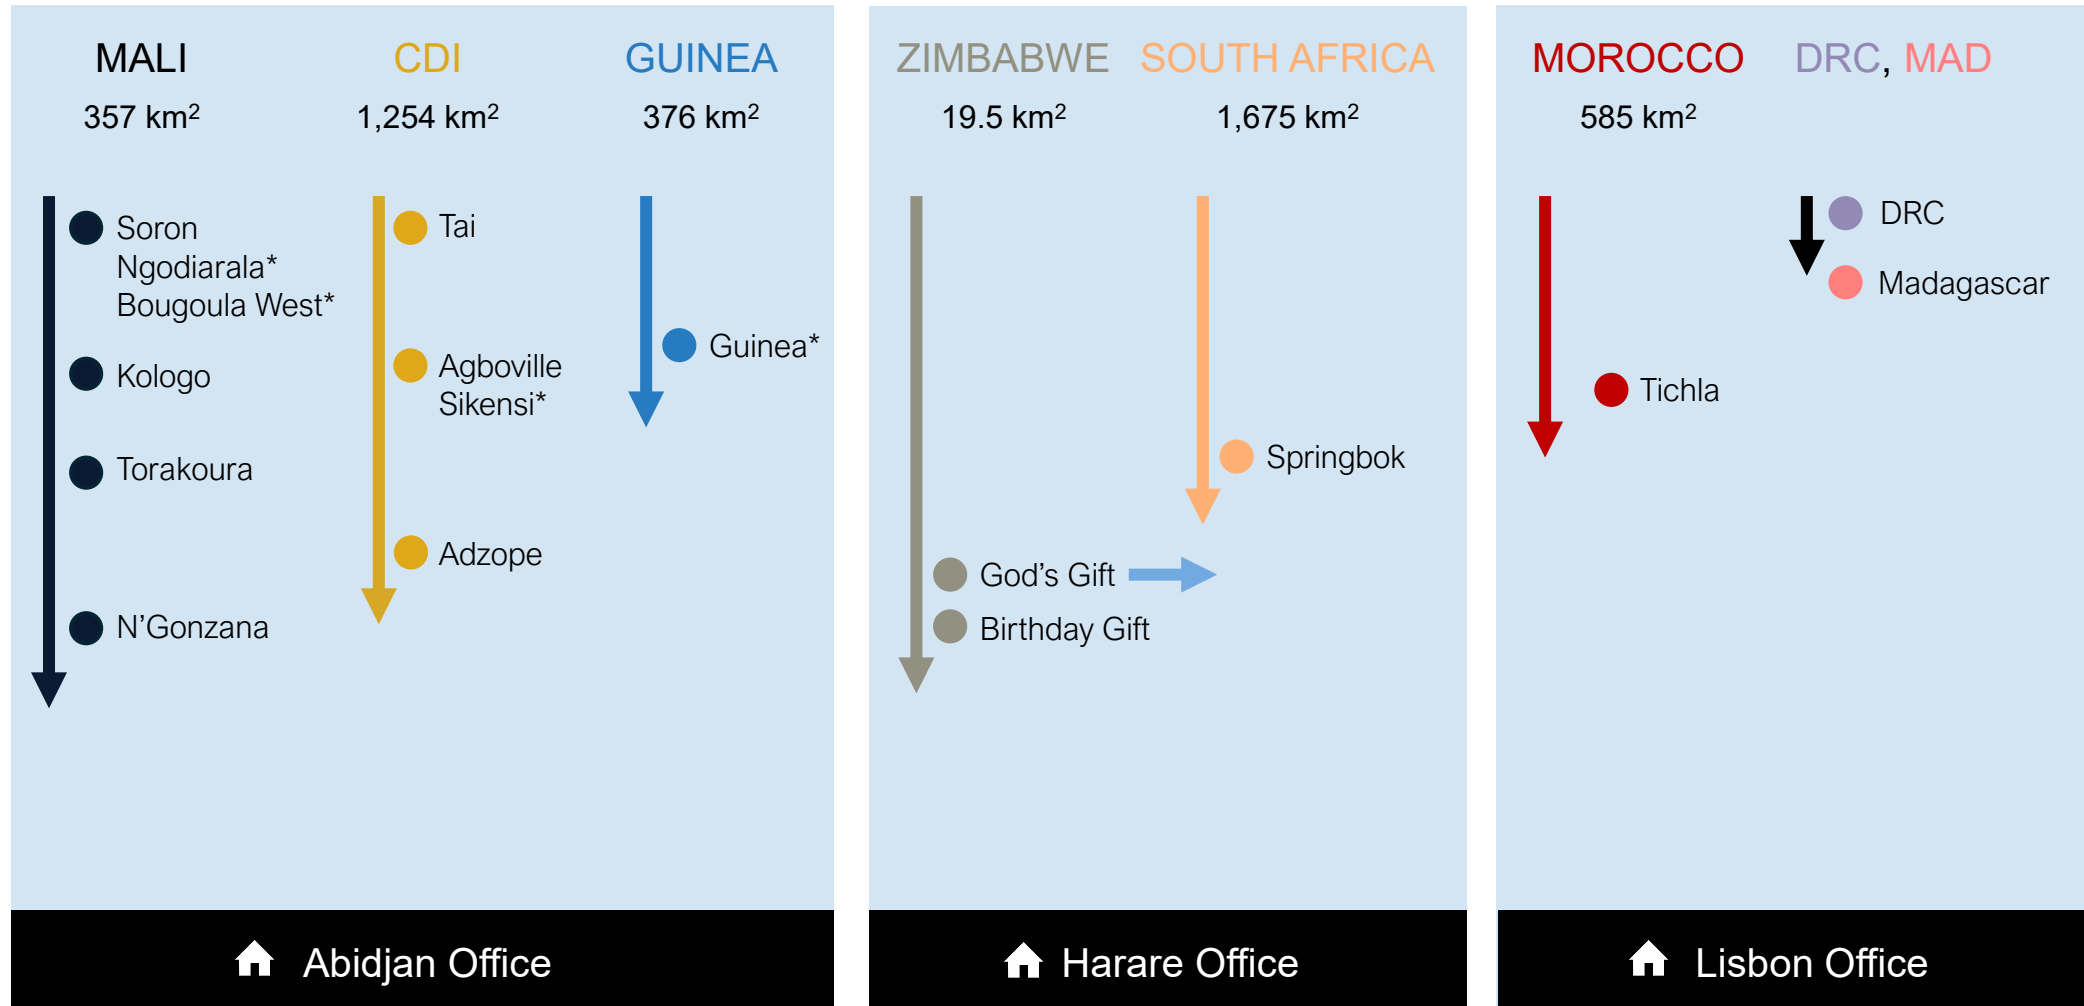 MALI
357 km²
Soron
Ngodiarala*
Bougoula West*
Kologo
Torakoura
N’Gonzana
CDI
1,254 km²
Tai
Agboville
Sikensi*
Adzope
GUINEA
376 km²
Guinea*
Abidjan Office
ZIMBABWE
19.5 km²
God’s Gift
Birthday Gift
SOUTH AFRICA
1,675 km²
Springbok
Harare Office
MOROCCO
585 km²
Tichla
DRC, MAD
DRC
Madagascar
Lisbon Office